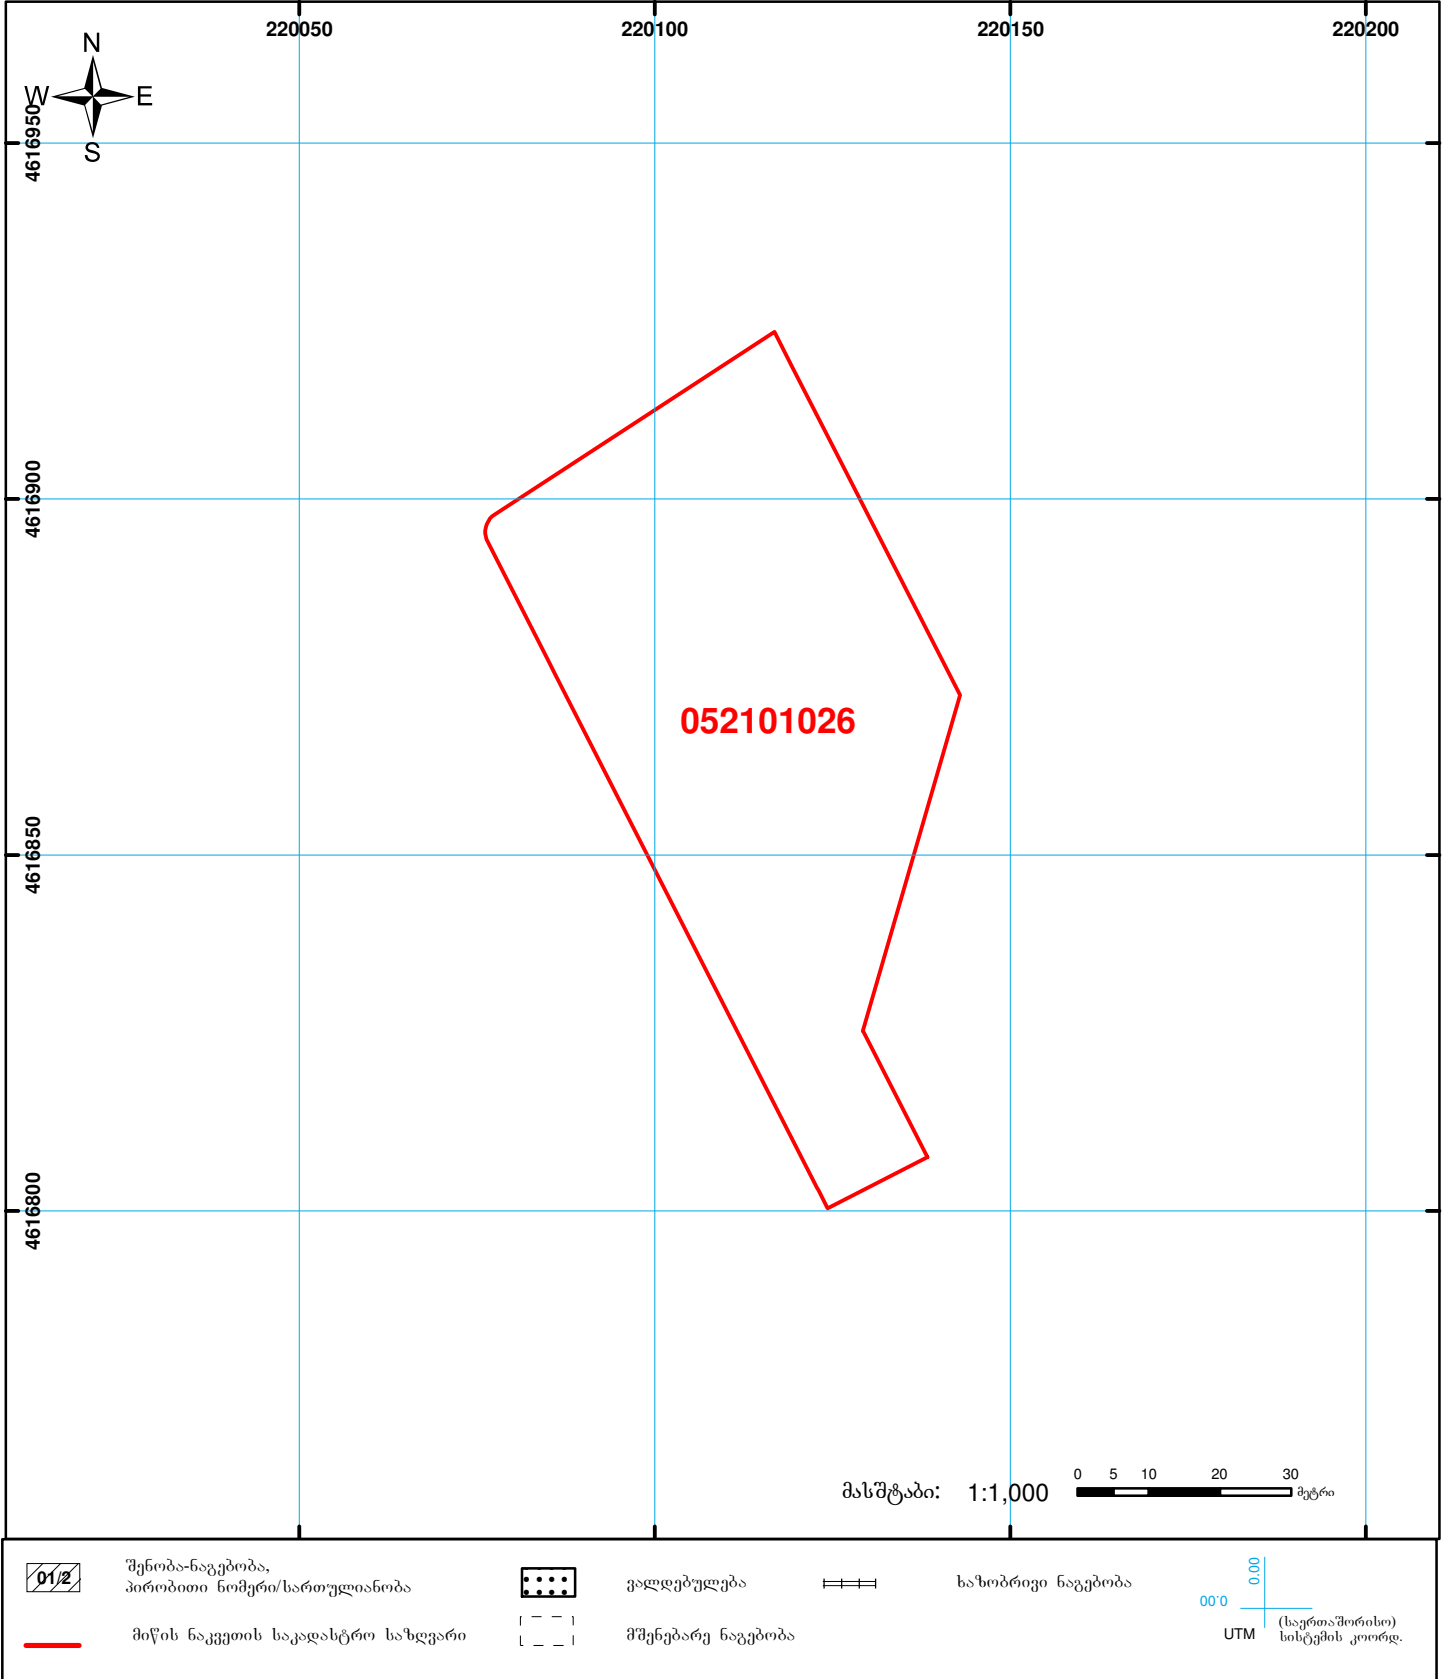 220050 220100 220150 220200
N
W E
S
4616950
4616900
4616850
4616800
052101026
მასშტაბი: 1:1,000
0 5 10 20 30
მეტრი
01/2
შენობა-ნაგებობა,
პირობითი ნომერი/სართულიანობა
ვალდებულება
ხაზობრივი ნაგებობა
მიწის ნაკვეთის საკადასტრო საზღვარი
მშენებარე ნაგებობა
0.00
0.00
UTM
(საერთაშორისო)
სისტემის კოორდ.